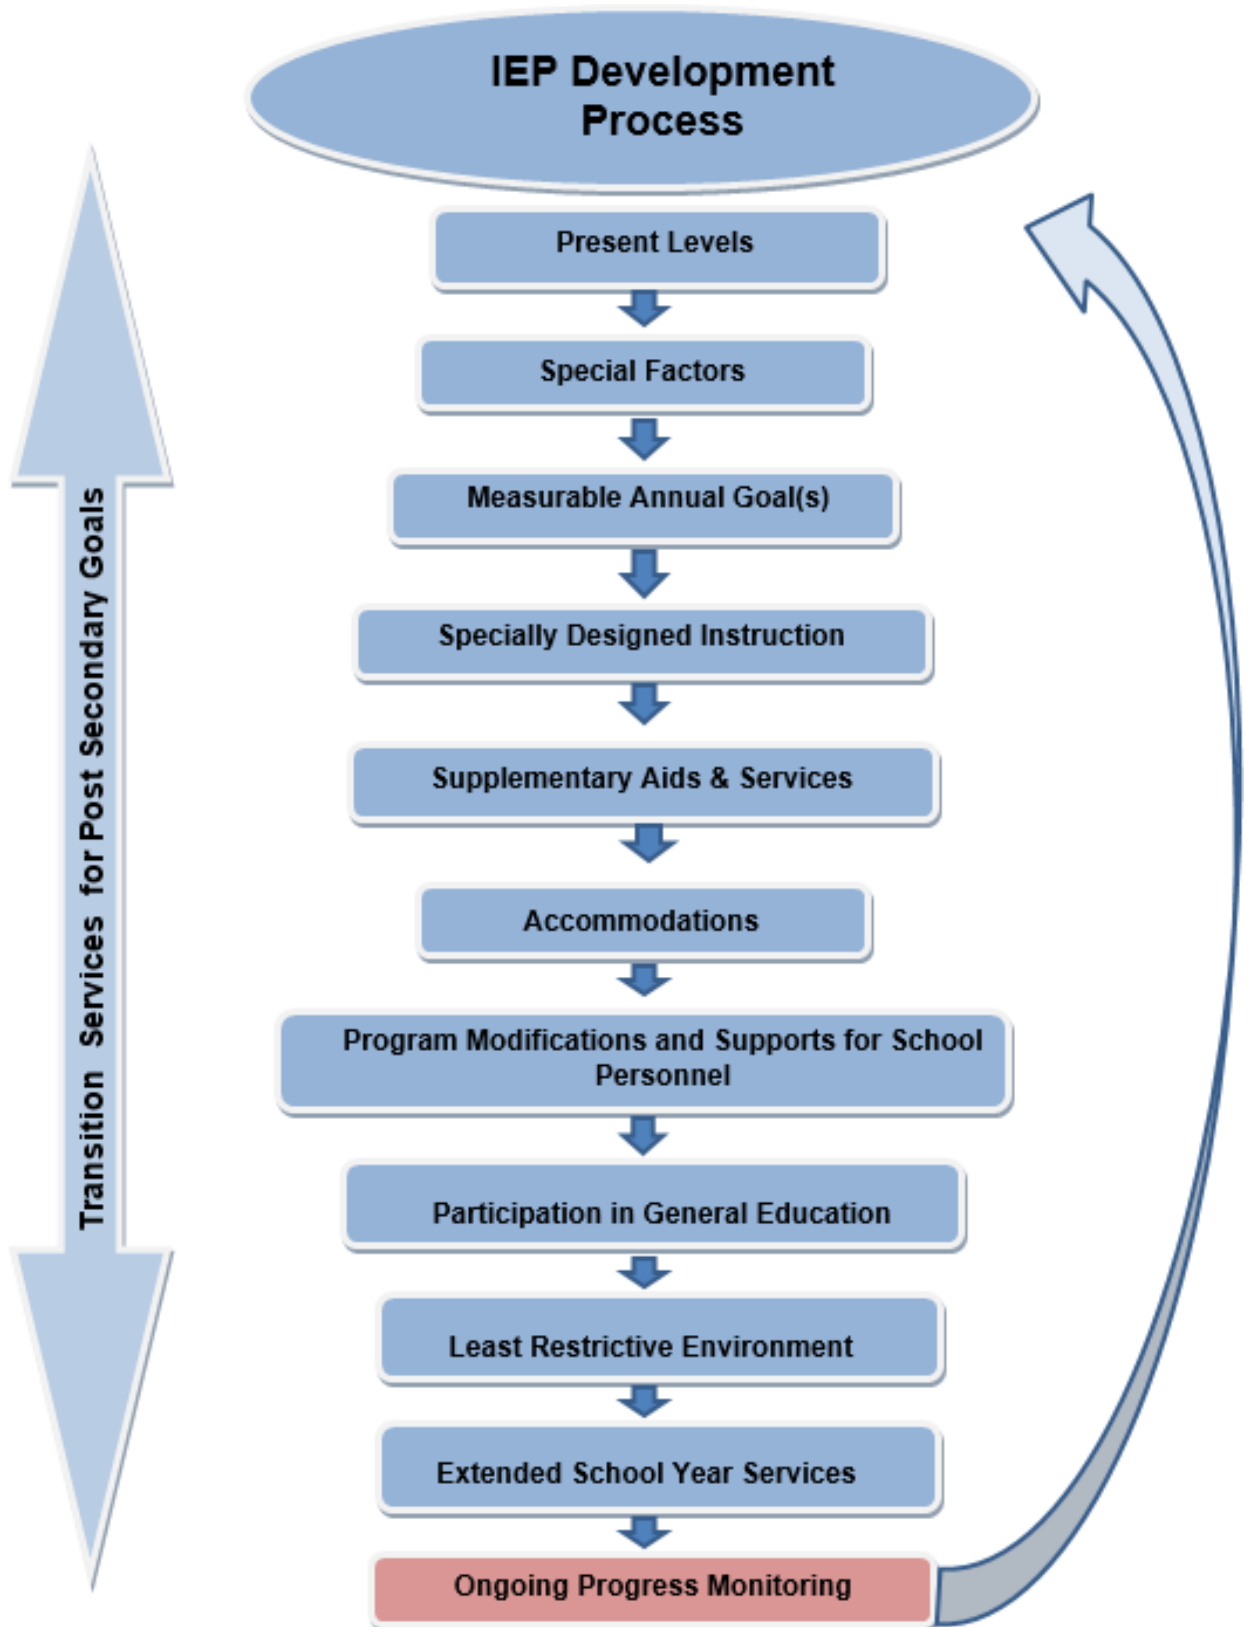 IEP Development
Process
Present Levels
Special Factors
Measurable Annual Goal(s)
Specially Designed Instruction
Supplementary Aids & Services
Accommodations
Program Modifications and Supports for School
Personnel
Participation in General Education
Least Restrictive Environment
Extended School Year Services
Ongoing Progress Monitoring
Transition Services for Post Secondary Goals